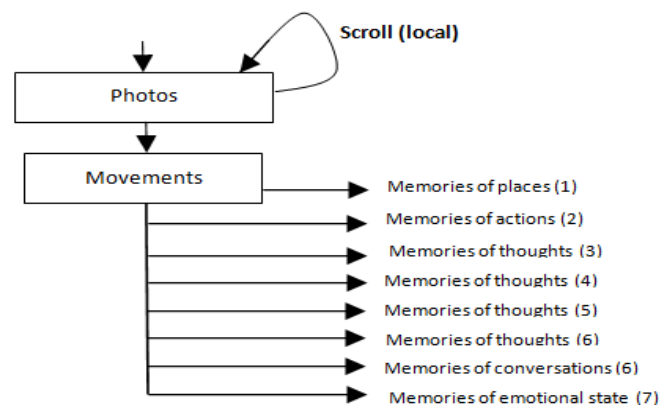 Scroll (local)
Photos
Movements
Memories of places (1)
Memories of actions (2)
Memories of thoughts (3)
Memories of thoughts (4)
Memories of thoughts (5)
Memories of thoughts (6)
Memories of conversations (6)
Memories of emotional state (7)